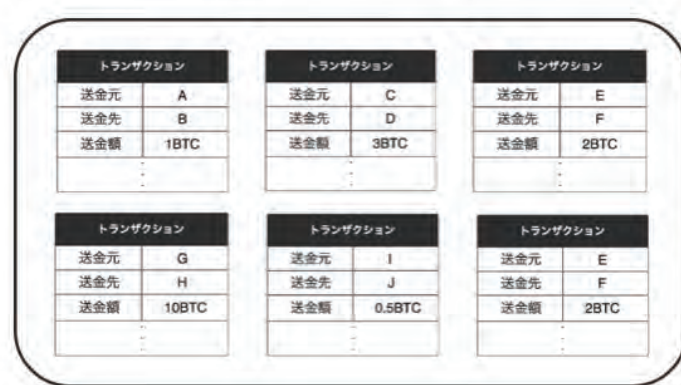 トランザクション
送金元 A
送金先 B
送金額 1BTC
:
トランザクション
送金元 C
送金先 D
送金額 3BTC
:
トランザクション
送金元 E
送金先 F
送金額 2BTC
:
トランザクション
送金元 G
送金先 H
送金額 10BTC
:
トランザクション
送金元 I
送金先 J
送金額 0.5BTC
:
トランザクション
送金元 E
送金先 F
送金額 2BTC
: